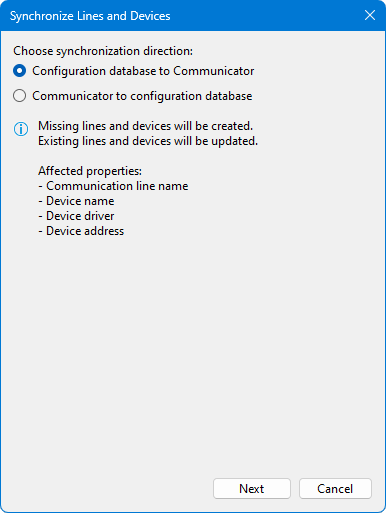 Synchronize Lines and Devices
Choose synchronization direction:
Configuration database to Communicator
Communicator to configuration database
Missing lines and devices will be created.
Existing lines and devices will be updated.
Affected properties:
- Communication line name
- Device name
- Device driver
- Device address
Next
Cancel